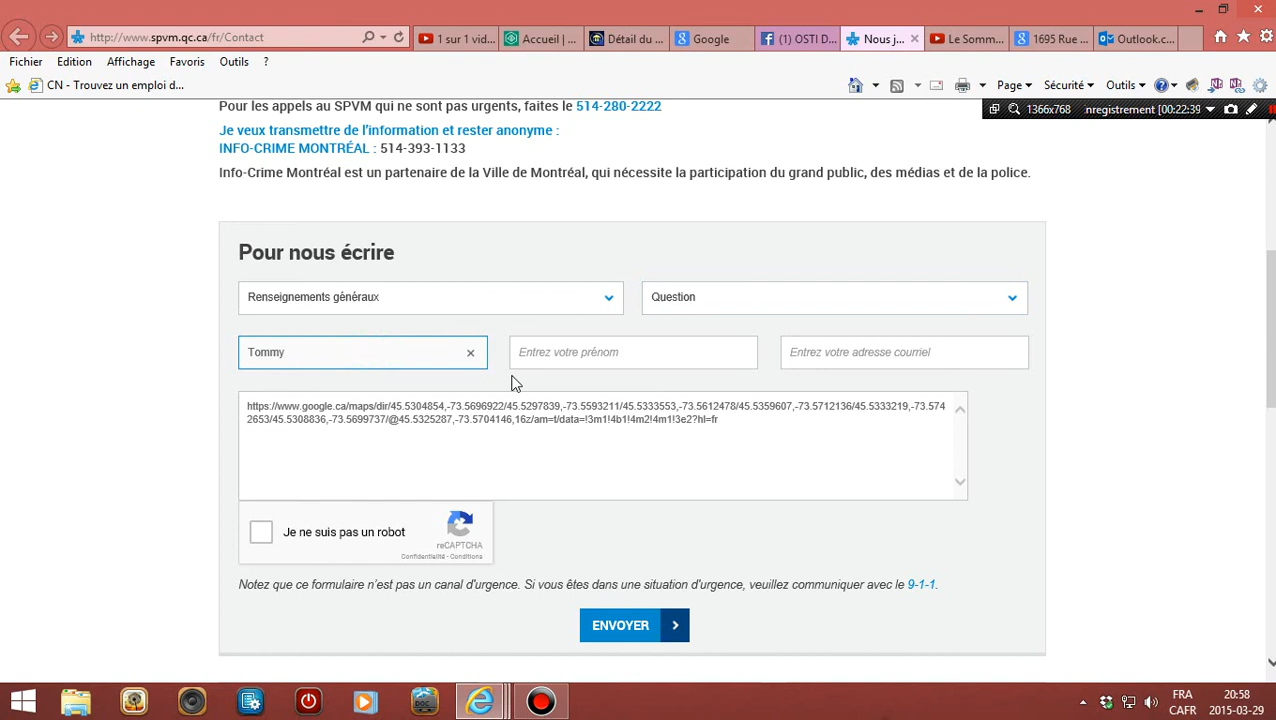 http://www.spvm.qc.ca/fr/Contact
1 sur 1 vid...
Accueil | ...
Détail du ...
Google
(1) OSTI D...
Nous j...
Le Somm...
1695 Rue ...
Outlook.c...
Fichier Edition Affichage Favoris Outils ?
CN - Trouvez un emploi d...
Page Sécurité Outils
1366x768 nregistrement [00:22:39]
Pour les appels au SPVM qui ne sont pas urgents, faites le 514-280-2222
Je veux transmettre de l'information et rester anonyme :
INFO-CRIME MONTRÉAL : 514-393-1133
Info-Crime Montréal est un partenaire de la Ville de Montréal, qui nécessite la participation du grand public, des médias et de la police.
Pour nous écrire
Renseignements généraux
Question
Tommy
Entrez votre prénom
Entrez votre adresse courriel
https://www.google.ca/maps/dir/45.5304854,-73.5696922/45.5297839,-73.5593211/45.5333553,-73.5612478/45.5359607,-73.5712136/45.5333219,-73.574
2653/45.5308836,-73.5699737/@45.5325287,-73.5704146,16z/am=t/data=!3m1!4b1!4m2!4m1!3e2?hl=fr
Je ne suis pas un robot
reCAPTCHA
Confidentialité - Conditions
Notez que ce formulaire n'est pas un canal d'urgence. Si vous êtes dans une situation d'urgence, veuillez communiquer avec le 9-1-1.
ENVOYER
DOC
FRA
CAFR
20:58
2015-03-29